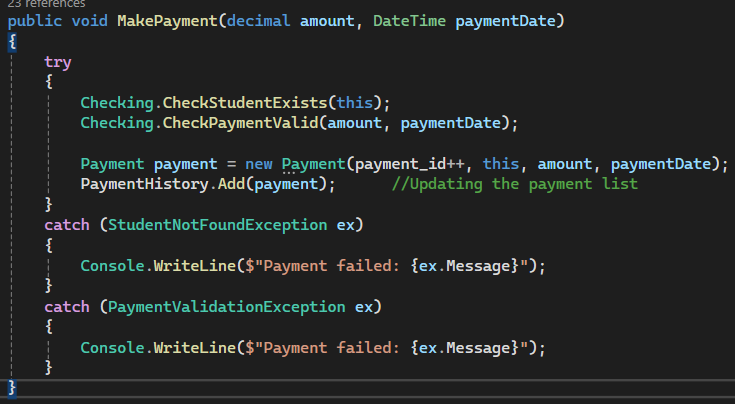 23 references
public void MakePayment(decimal amount, DateTime paymentDate)
{
    try
    {
        Checking.CheckStudentExists(this);
        Checking.CheckPaymentValid(amount, paymentDate);

        Payment payment = new Payment(payment_id++, this, amount, paymentDate);
        PaymentHistory.Add(payment);      //Updating the payment list
    }
    catch (StudentNotFoundException ex)
    {
        Console.WriteLine($"Payment failed: {ex.Message}");
    }
    catch (PaymentValidationException ex)
    {
        Console.WriteLine($"Payment failed: {ex.Message}");
    }
}